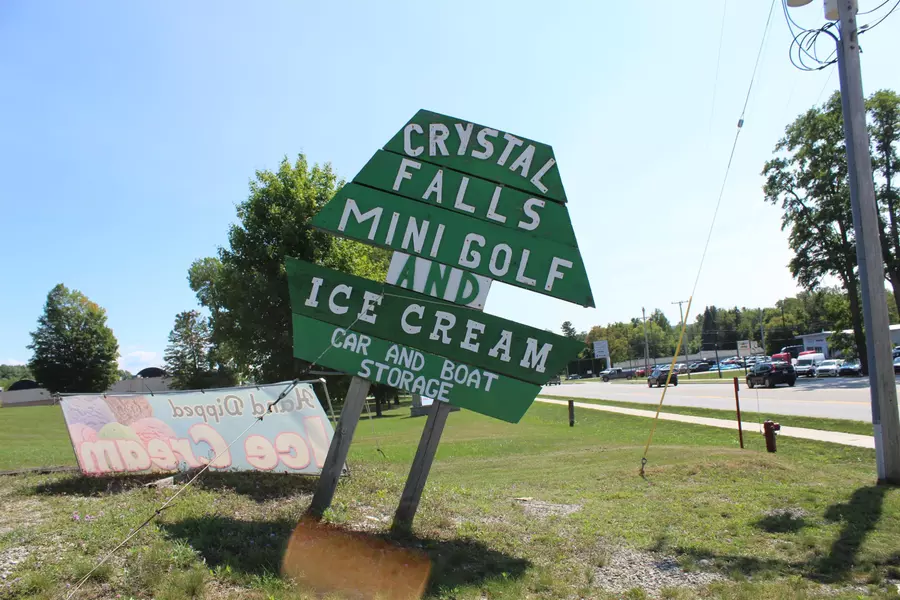 CRYSTAL
FALLS
MINI GOLF
AND
ICE CREAM
CAR AND BOAT
STORAGE
Hand Dipped
Ice Cream